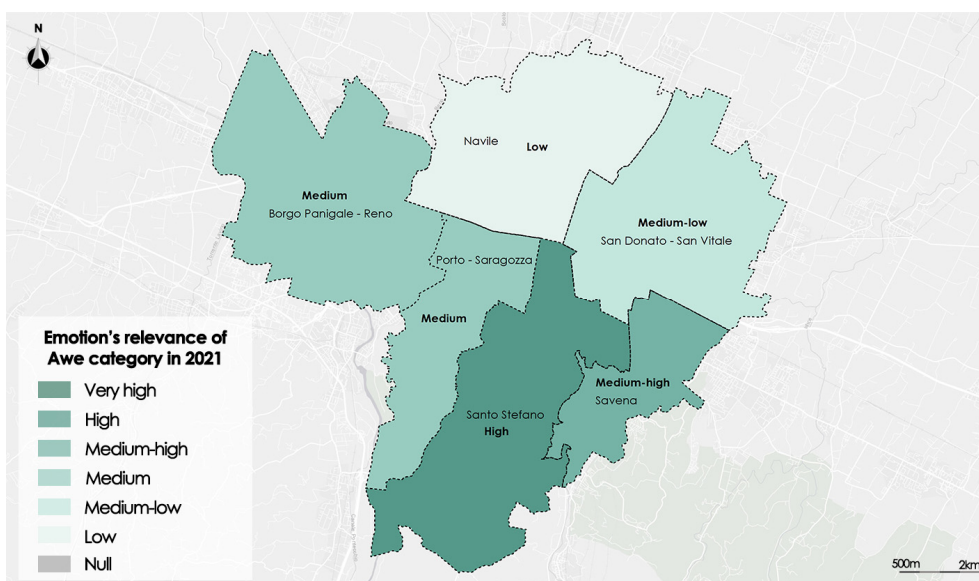 N
Navile
Low
Medium
Borgo Panigale - Reno
Medium-low
San Donato - San Vitale
Porto - Saragozza
Medium
Medium-high
Savena
Santo Stefano
High
Emotion's relevance of
Awe category in 2021
Very high
High
Medium-high
Medium
Medium-low
Low
Null
500m 2km